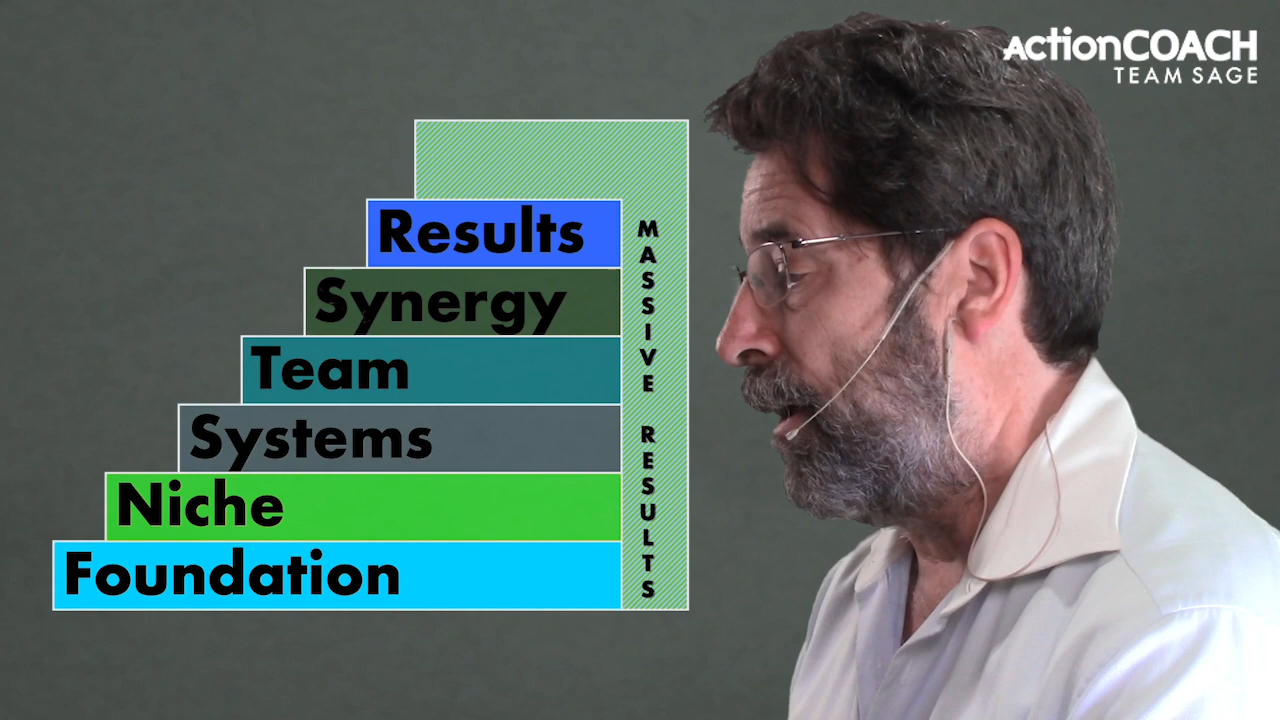 ActionCOACH
TEAM SAGE
Results
Synergy
Team
Systems
Niche
Foundation
MASSIVE RESULTS